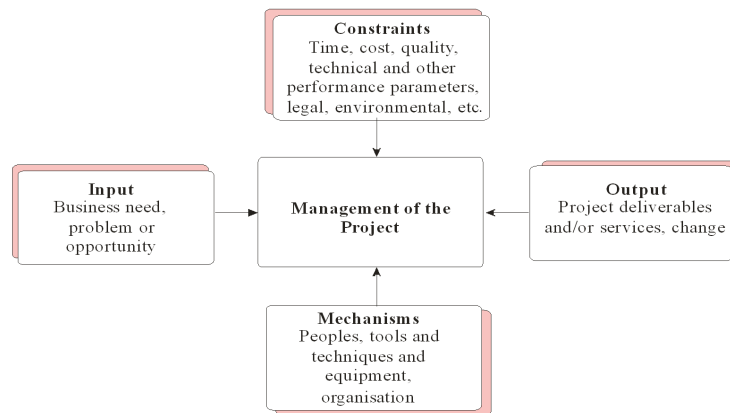 Constraints
Time, cost, quality,
technical and other
performance parameters,
legal, environmental, etc.
Input
Business need,
problem or
opportunity
Management of the
Project
Output
Project deliverables
and/or services, change
Mechanisms
Peoples, tools and
techniques and
equipment,
organisation